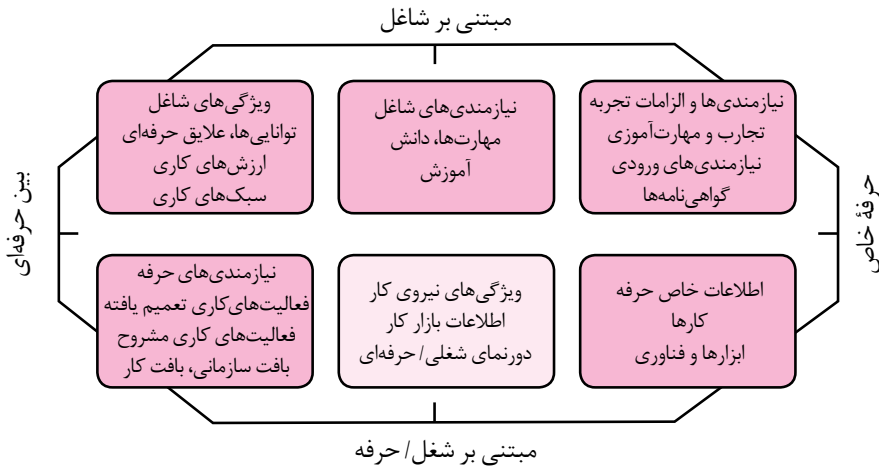 مبتنی بر شاغل
نیازمندی‌ها و الزامات تجربه
تجارب و مهارت‌آموزی
نیازمندی‌های ورودی
گواهی‌نامه‌ها
نیازمندی‌های شاغل
مهارت‌ها، دانش
آموزش
ویژگی‌های شاغل
توانایی‌ها، علایق حرفه‌ای
ارزش‌های کاری
سبک‌های کاری
حرفهٔ خاص
بین حرفه‌ای
اطلاعات خاص حرفه
کارها
ابزارها و فناوری
ویژگی‌های نیروی کار
اطلاعات بازار کار
دورنمای شغلی/ حرفه‌ای
نیازمندی‌های حرفه
فعالیت‌های‌کاری تعمیم یافته
فعالیت‌های کاری مشروح
بافت سازمانی، بافت کار
مبتنی بر شغل/ حرفه